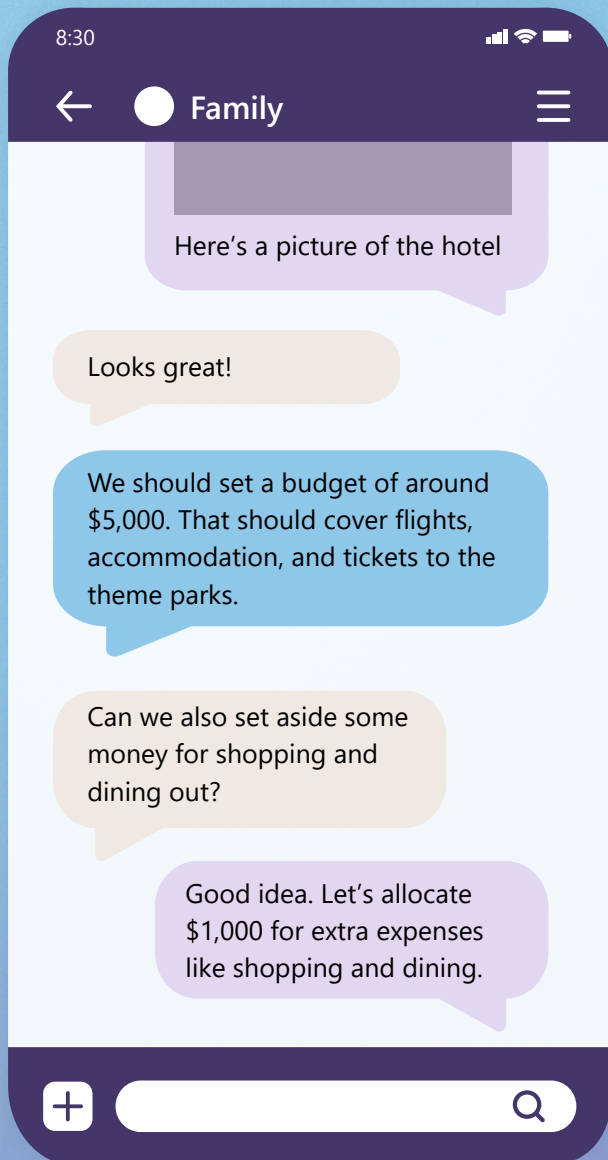 8:30
Family
Here's a picture of the hotel
Looks great!
We should set a budget of around
$5,000. That should cover flights,
accommodation, and tickets to the
theme parks.
Can we also set aside some
money for shopping and
dining out?
Good idea. Let's allocate
$1,000 for extra expenses
like shopping and dining.